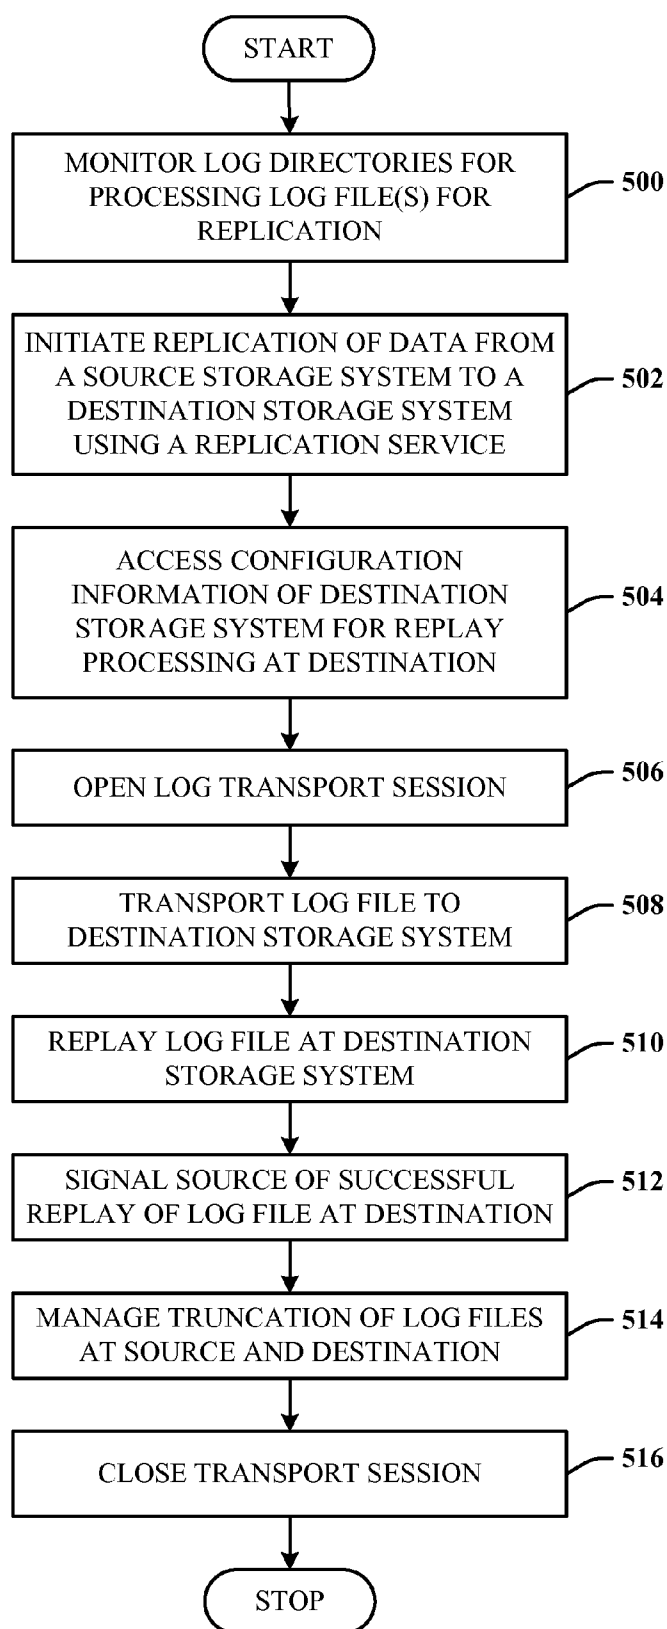 START
MONITOR LOG DIRECTORIES FOR
PROCESSING LOG FILE(S) FOR
REPLICATION
500
INITIATE REPLICATION OF DATA FROM
A SOURCE STORAGE SYSTEM TO A
DESTINATION STORAGE SYSTEM
USING A REPLICATION SERVICE
502
ACCESS CONFIGURATION
INFORMATION OF DESTINATION
STORAGE SYSTEM FOR REPLAY
PROCESSING AT DESTINATION
504
OPEN LOG TRANSPORT SESSION
506
TRANSPORT LOG FILE TO
DESTINATION STORAGE SYSTEM
508
REPLAY LOG FILE AT DESTINATION
STORAGE SYSTEM
510
SIGNAL SOURCE OF SUCCESSFUL
REPLAY OF LOG FILE AT DESTINATION
512
MANAGE TRUNCATION OF LOG FILES
AT SOURCE AND DESTINATION
514
CLOSE TRANSPORT SESSION
516
STOP